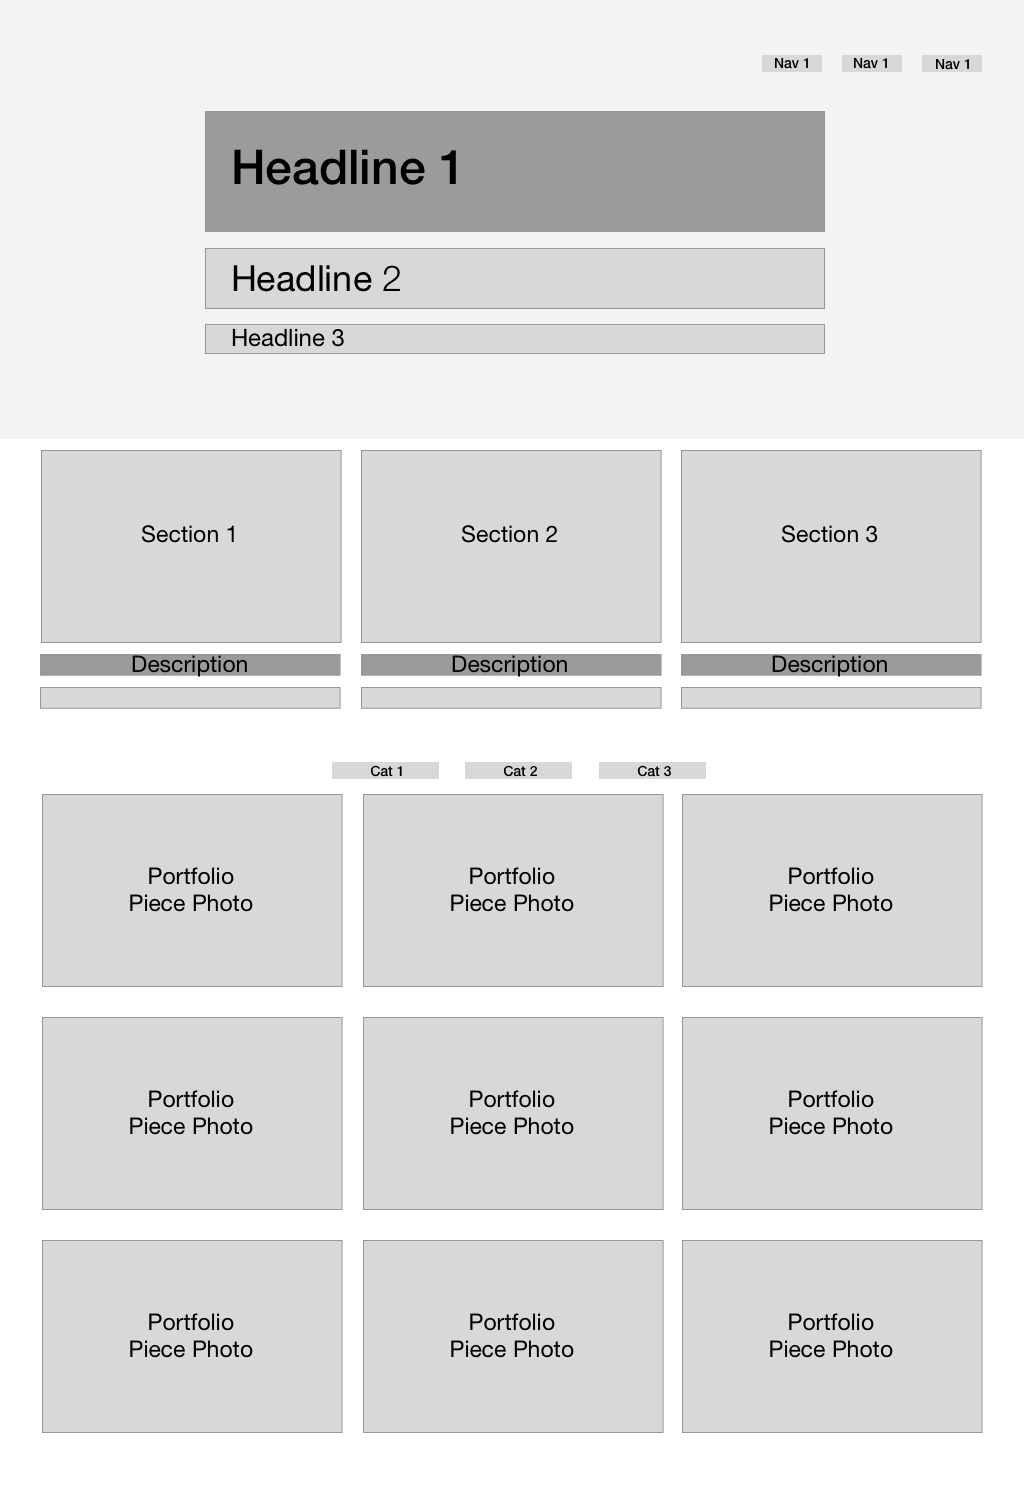 Nav 1
Nav 1
Nav 1
Headline 1
Headline 2
Headline 3
Section 1
Section 2
Section 3
Description
Description
Description
Cat 1
Cat 2
Cat 3
Portfolio
Piece Photo
Portfolio
Piece Photo
Portfolio
Piece Photo
Portfolio
Piece Photo
Portfolio
Piece Photo
Portfolio
Piece Photo
Portfolio
Piece Photo
Portfolio
Piece Photo
Portfolio
Piece Photo